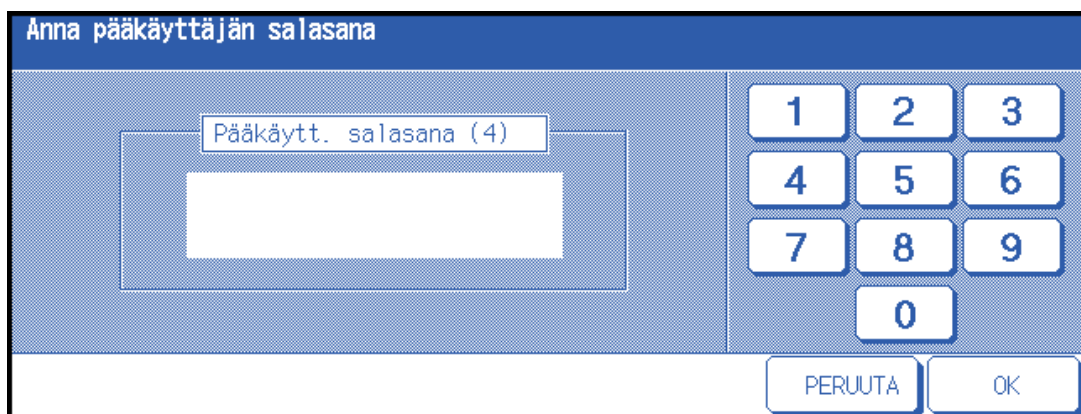 Anna pääkäyttäjän salasana
Pääkäytt. salasana (4)
1 2 3
4 5 6
7 8 9
0
PERUUTA OK